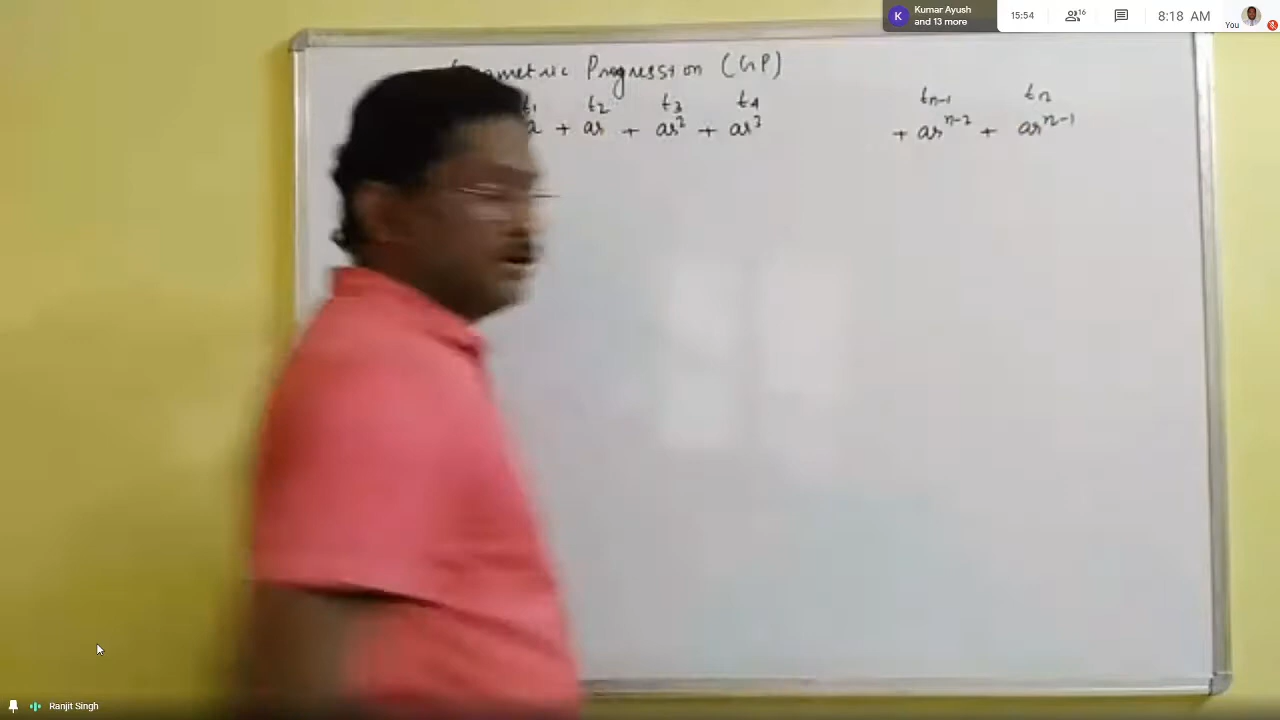 Kumar Ayush
and 13 more
K
15:54
16
8:18 AM
You
Progression (GP)
t₁ t₂ t₃ t₄ tₙ₋₁ tₙ
a + ar + ar² + ar³ + arⁿ⁻² + arⁿ⁻¹
Ranjit Singh